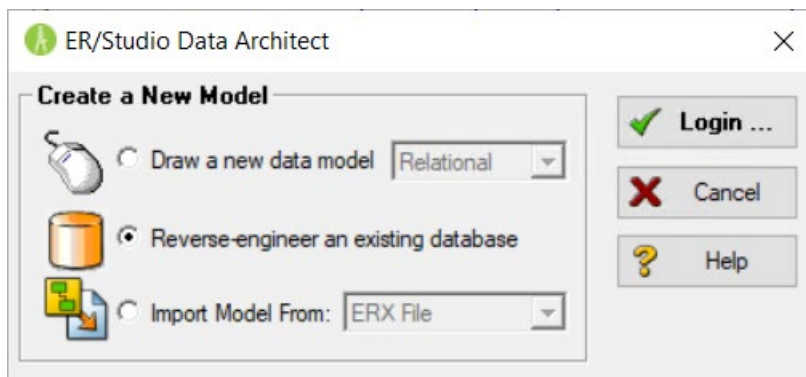 ER/Studio Data Architect
Create a New Model
Draw a new data model Relational
Reverse-engineer an existing database
Import Model From: ERX File
Login ...
Cancel
Help